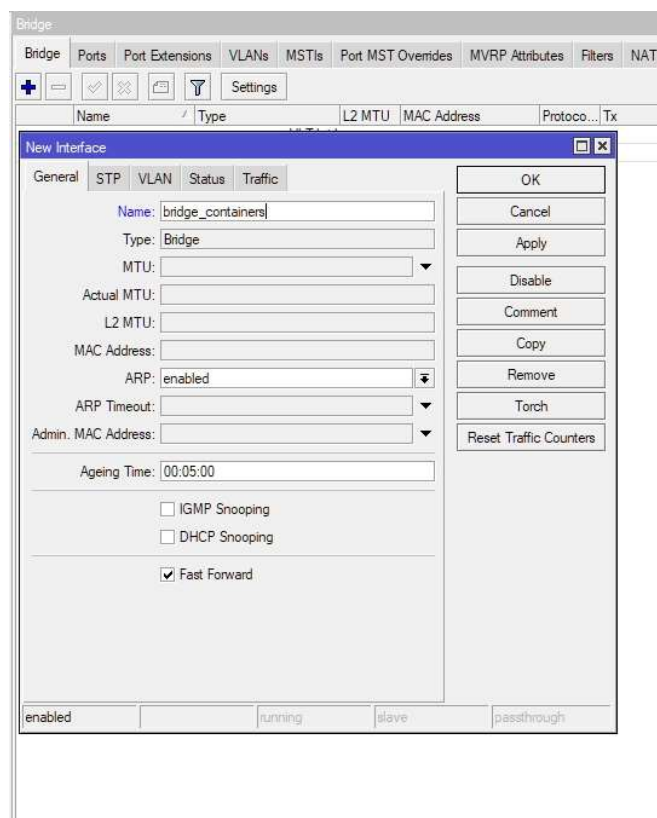 Bridge
Bridge Ports Port Extensions VLANs MSTIs Port MST Overrides MVRP Attributes Filters NAT
Settings
Name / Type L2 MTU MAC Address Protoco... Tx
New Interface
General STP VLAN Status Traffic
OK
Name: bridge_containers
Cancel
Type: Bridge
Apply
MTU:
Disable
Actual MTU:
Comment
L2 MTU:
Copy
MAC Address:
Remove
ARP: enabled
Torch
ARP Timeout:
Reset Traffic Counters
Admin. MAC Address:
Ageing Time: 00:05:00
IGMP Snooping
DHCP Snooping
Fast Forward
enabled running slave passthrough